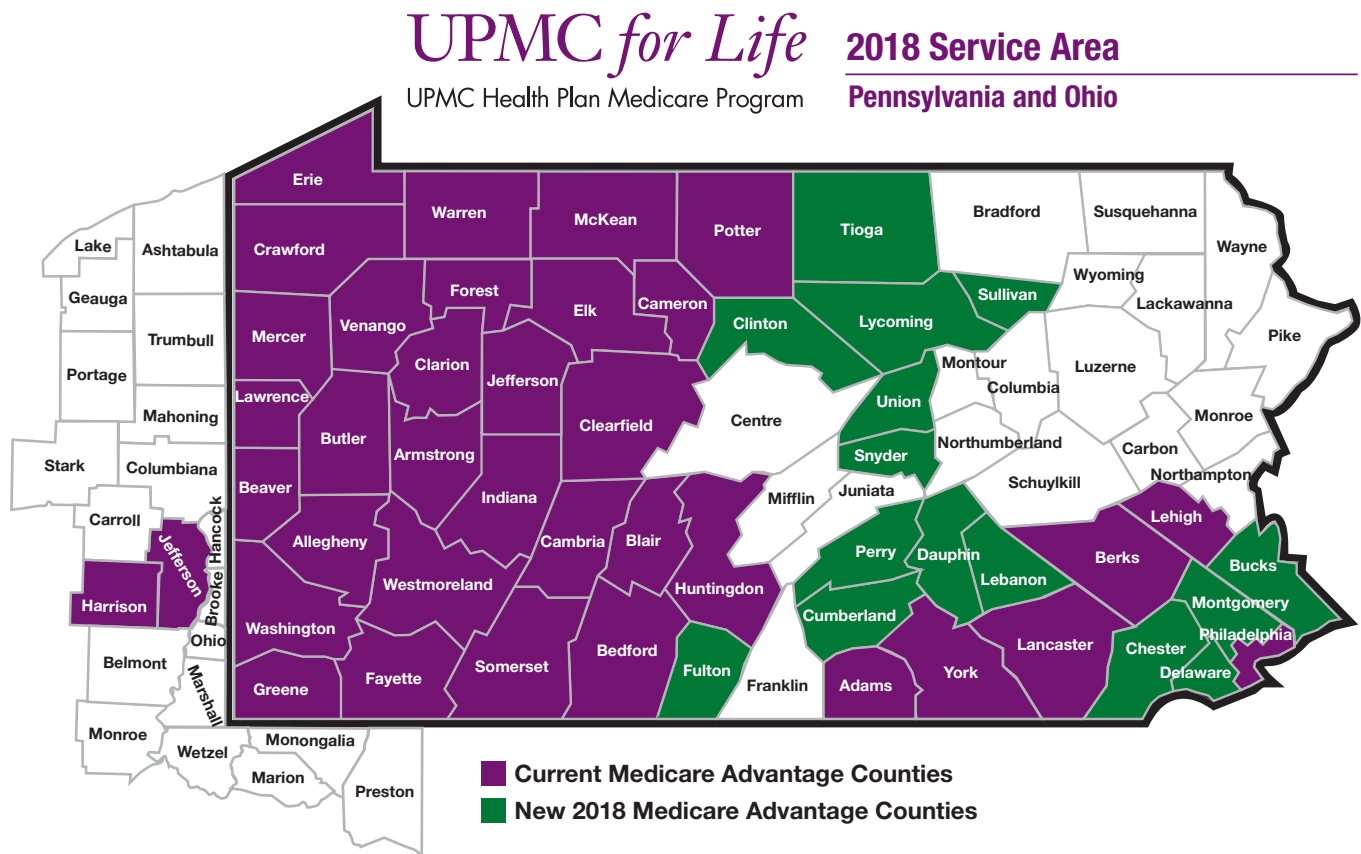 UPMC for Life
2018 Service Area
UPMC Health Plan Medicare Program
Pennsylvania and Ohio
Erie
Warren
McKean
Potter
Tioga
Bradford
Susquehanna
Wayne
Lake
Ashtabula
Crawford
Wyoming
Lackawanna
Geauga
Forest
Elk
Cameron
Sullivan
Venango
Clinton
Lycoming
Trumbull
Mercer
Pike
Clarion
Jefferson
Montour
Luzerne
Portage
Columbia
Lawrence
Union
Mahoning
Monroe
Centre
Clearfield
Butler
Northumberland
Armstrong
Snyder
Carbon
Stark
Columbiana
Northampton
Beaver
Indiana
Mifflin
Juniata
Schuylkill
Carroll
Hancock
Lehigh
Jefferson
Allegheny
Cambria
Blair
Perry
Dauphin
Berks
Lebanon
Bucks
Westmoreland
Huntingdon
Brooke
Harrison
Cumberland
Montgomery
Washington
Ohio
Philadelphia
Lancaster
Chester
Belmont
Bedford
Somerset
Fulton
York
Delaware
Fayette
Greene
Franklin
Adams
Marshall
Monroe
Wetzel
Monongalia
Marion
Preston
Current Medicare Advantage Counties
New 2018 Medicare Advantage Counties